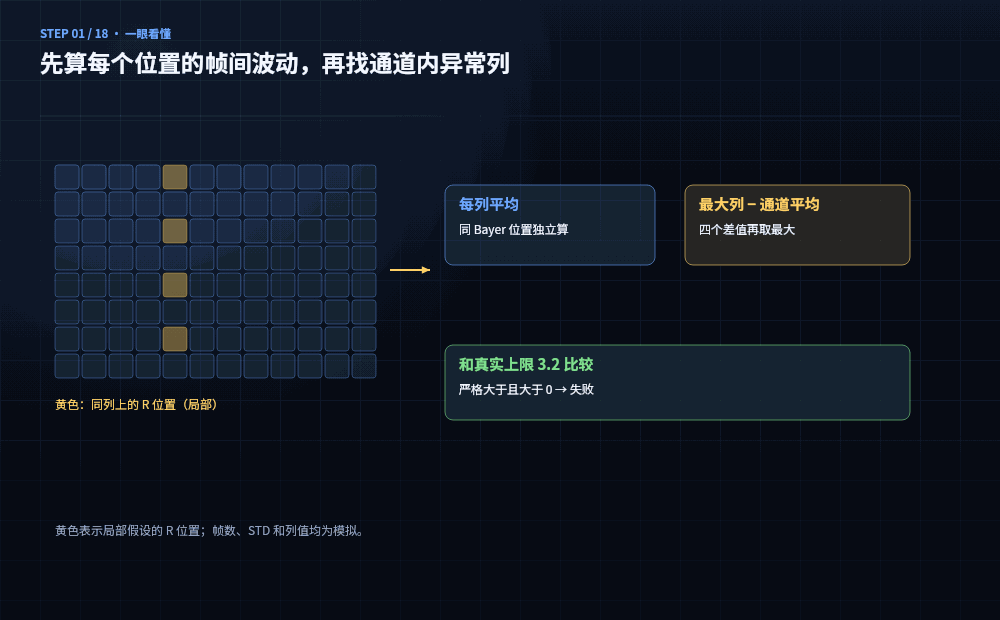 STEP 01 / 18 · 一眼看懂
先算每个位置的帧间波动，再找通道内异常列
每列平均
同 Bayer 位置独立算
最大列 − 通道平均
四个差值再取最大
和真实上限 3.2 比较
严格大于且大于 0 → 失败
黄色：同列上的 R 位置（局部）
黄色表示局部假设的 R 位置；帧数、STD 和列值均为模拟。